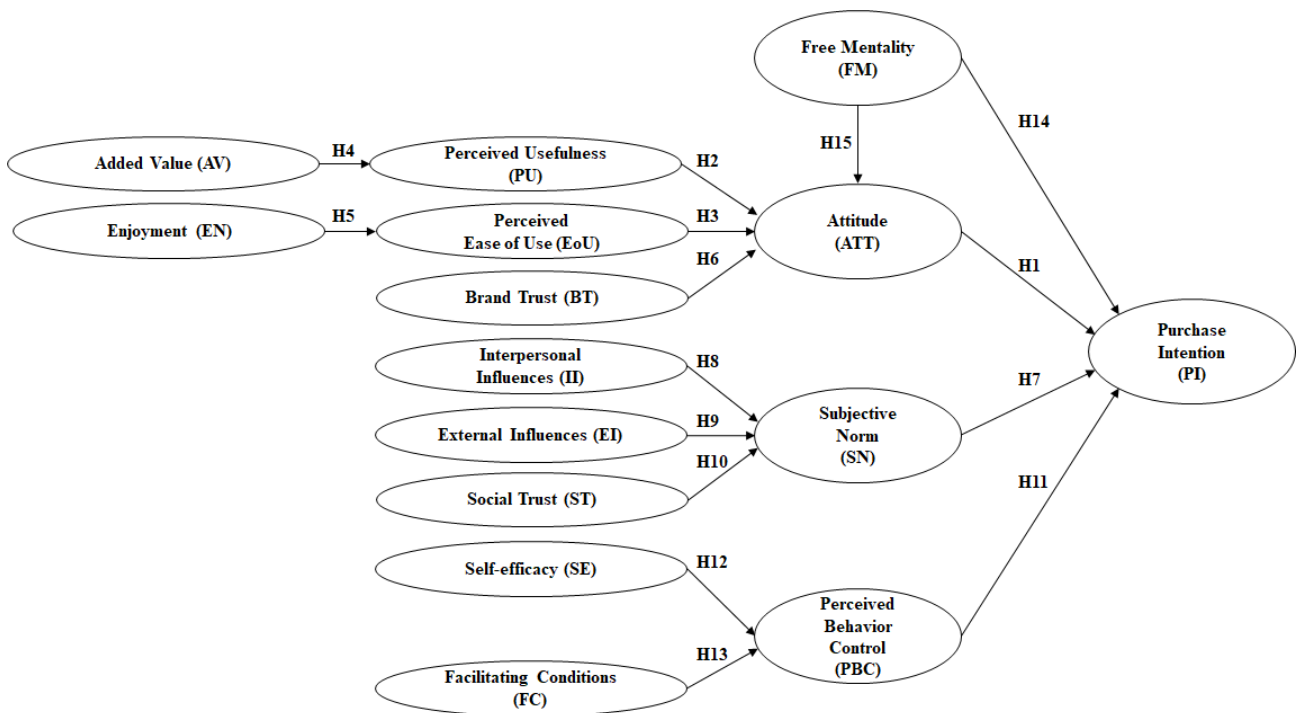 Free Mentality
(FM)
H14
H15
Added Value (AV)
H4
Perceived Usefulness
(PU)
H2
Enjoyment (EN)
H5
Perceived
Ease of Use (EoU)
H3
Attitude
(ATT)
H6
H1
Brand Trust (BT)
Purchase
Intention
(PI)
Interpersonal
Influences (II)
H8
H7
External Influences (EI)
H9
Subjective
Norm
(SN)
H10
Social Trust (ST)
H11
Self-efficacy (SE)
H12
Perceived
Behavior
Control
(PBC)
H13
Facilitating Conditions
(FC)